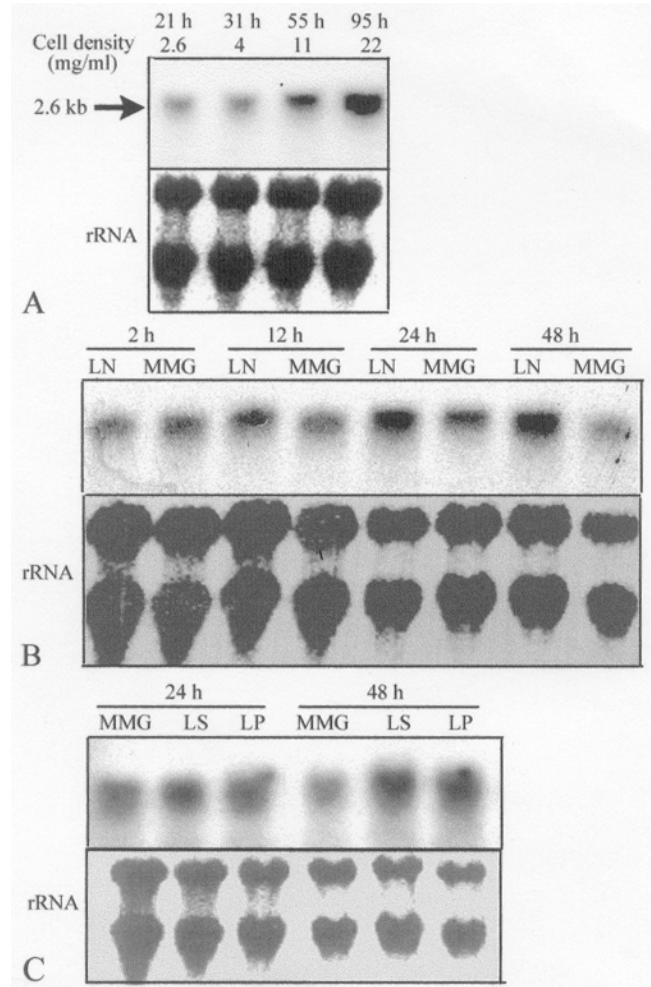 21 h 31 h 55 h 95 h
Cell density 2.6 4 11 22
(mg/ml)
2.6 kb
rRNA
A
2 h 12 h 24 h 48 h
LN MMG LN MMG LN MMG LN MMG
rRNA
B
24 h 48 h
MMG LS LP MMG LS LP
rRNA
C